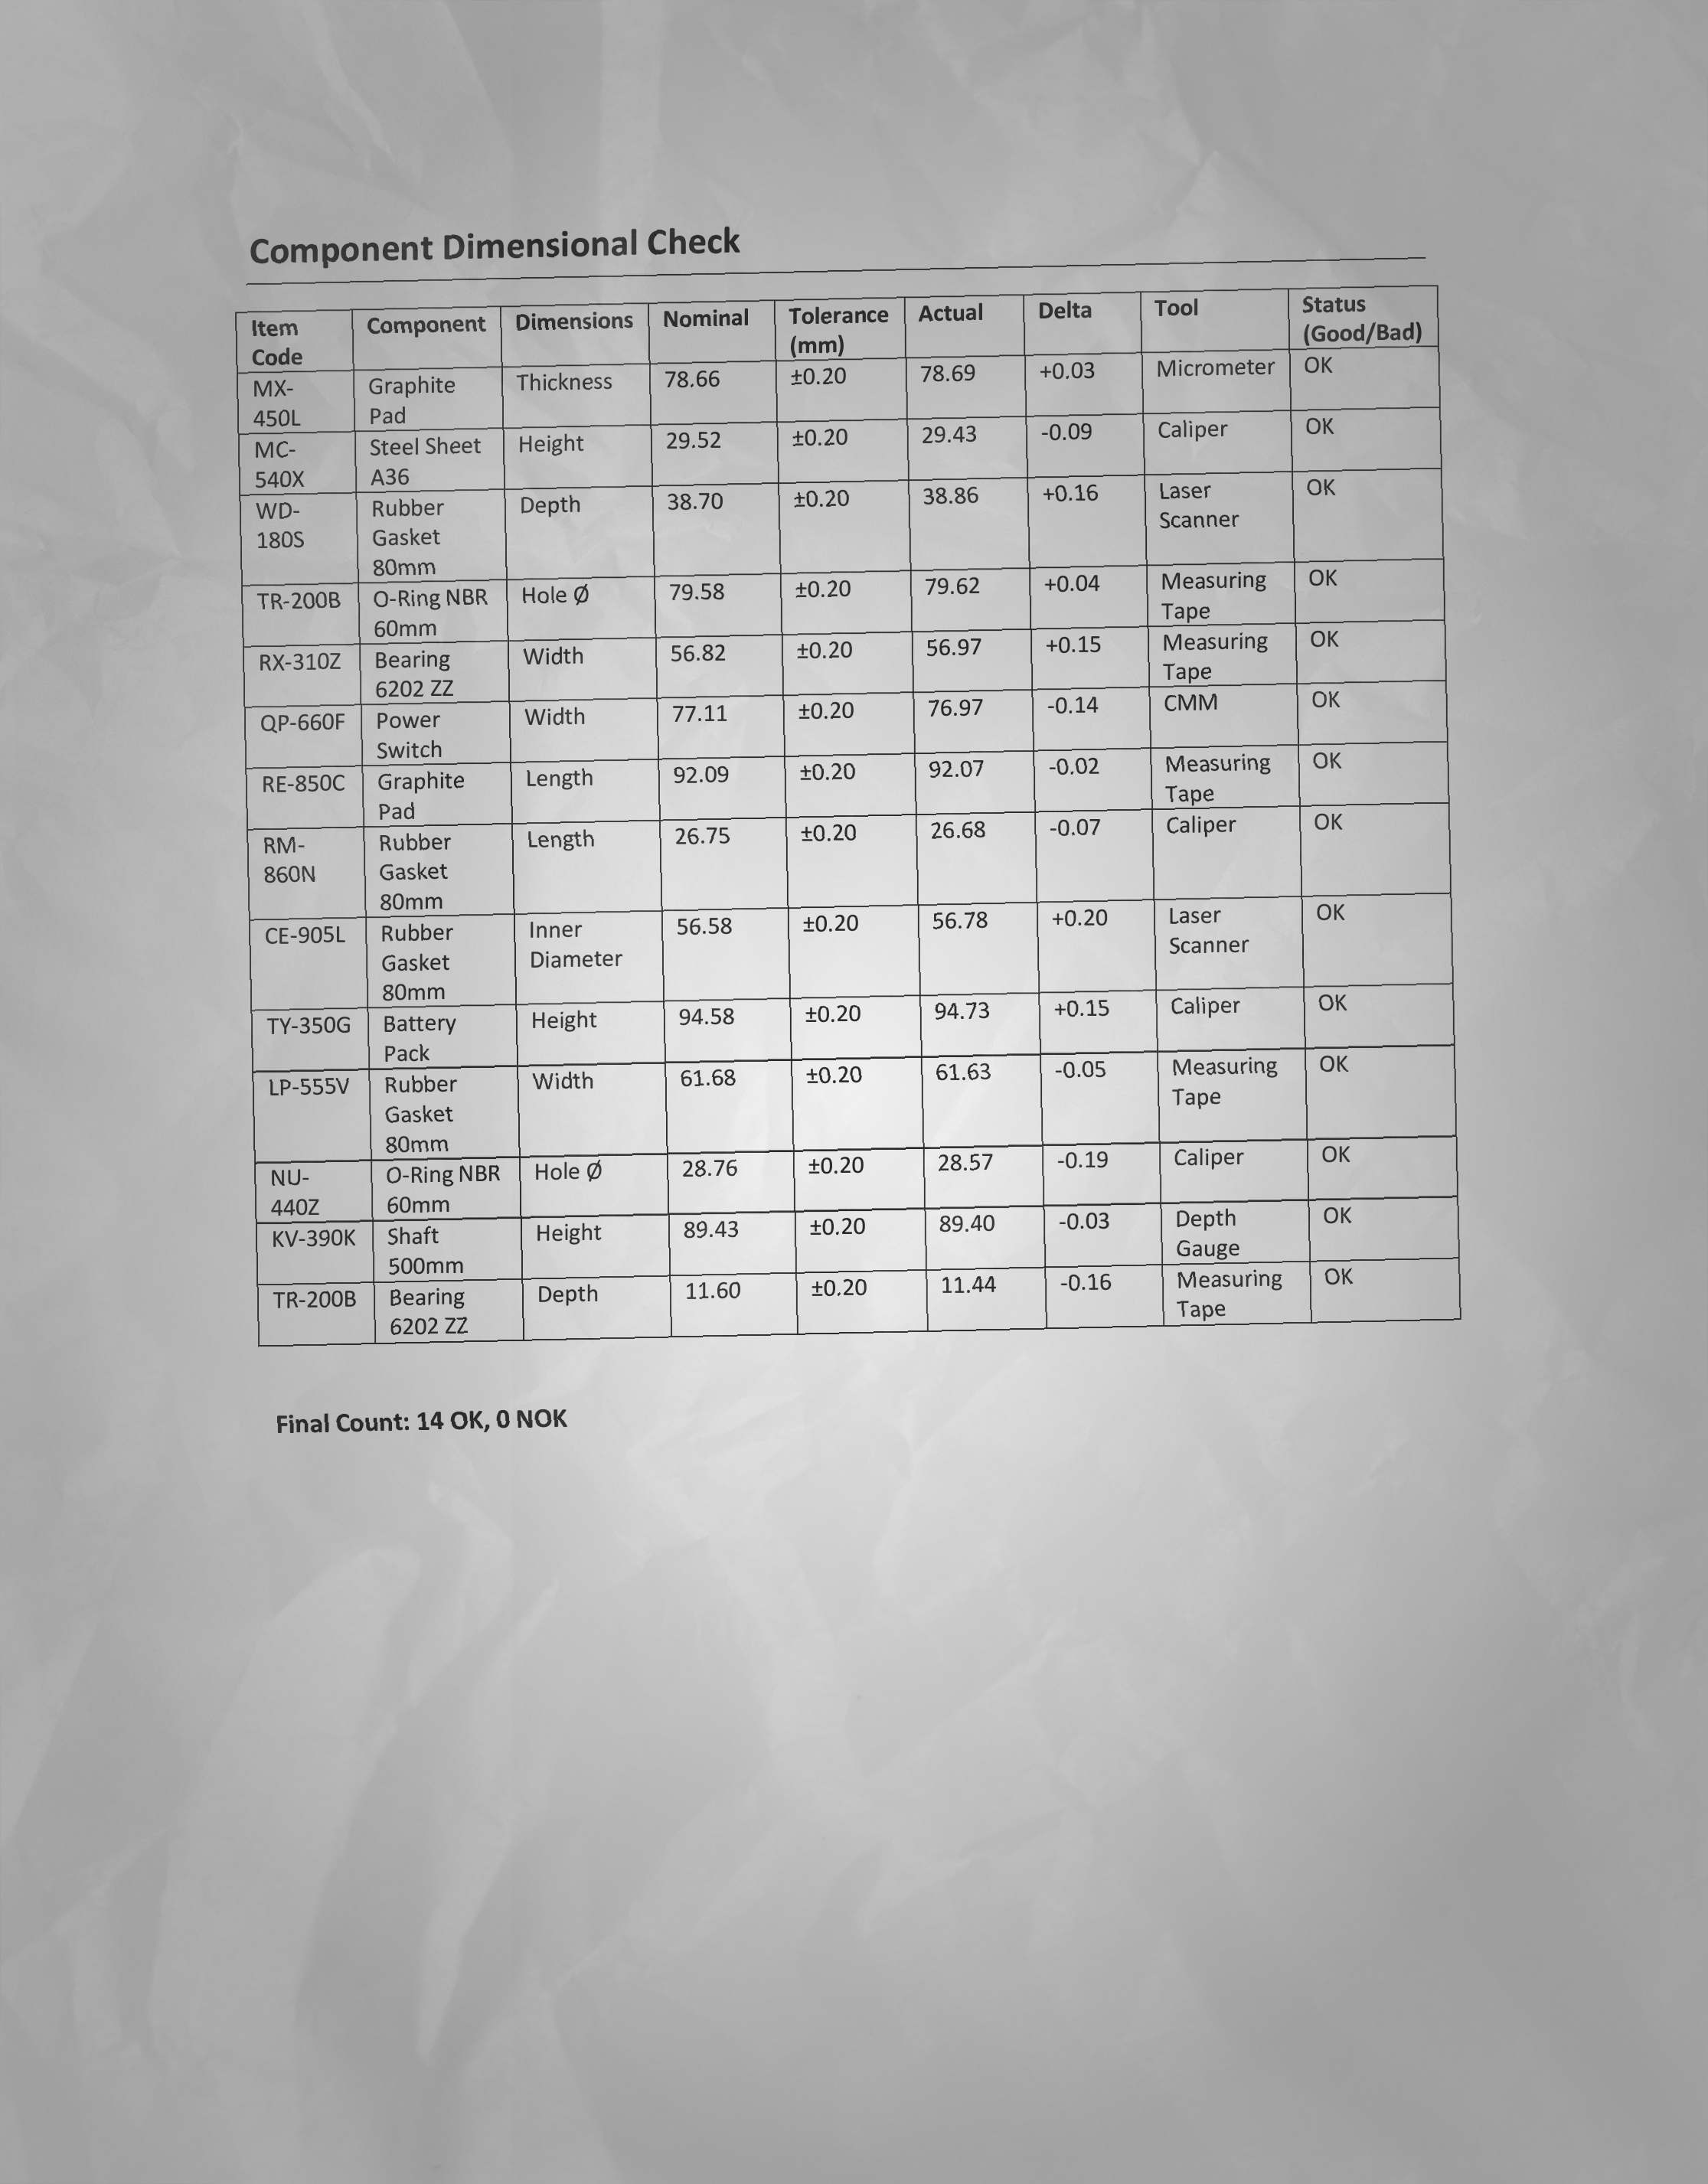 Component Dimensional Check
Item Code Component Dimensions Nominal Tolerance (mm) Actual Delta Tool Status (Good/Bad)
MX-450L Graphite Pad Thickness 78.66 ±0.20 78.69 +0.03 Micrometer OK
MC-540X Steel Sheet A36 Height 29.52 ±0.20 29.43 -0.09 Caliper OK
WD-180S Rubber Gasket 80mm Depth 38.70 ±0.20 38.86 +0.16 Laser Scanner OK
TR-200B O-Ring NBR 60mm Hole Ø 79.58 ±0.20 79.62 +0.04 Measuring Tape OK
RX-310Z Bearing 6202 ZZ Width 56.82 ±0.20 56.97 +0.15 Measuring Tape OK
QP-660F Power Switch Width 77.11 ±0.20 76.97 -0.14 CMM OK
RE-850C Graphite Pad Length 92.09 ±0.20 92.07 -0.02 Measuring Tape OK
RM-860N Rubber Gasket 80mm Length 26.75 ±0.20 26.68 -0.07 Caliper OK
CE-905L Rubber Gasket 80mm Inner Diameter 56.58 ±0.20 56.78 +0.20 Laser Scanner OK
TY-350G Battery Pack Height 94.58 ±0.20 94.73 +0.15 Caliper OK
LP-555V Rubber Gasket 80mm Width 61.68 ±0.20 61.63 -0.05 Measuring Tape OK
NU-440Z O-Ring NBR 60mm Hole Ø 28.76 ±0.20 28.57 -0.19 Caliper OK
KV-390K Shaft 500mm Height 89.43 ±0.20 89.40 -0.03 Depth Gauge OK
TR-200B Bearing 6202 ZZ Depth 11.60 ±0.20 11.44 -0.16 Measuring Tape OK
Final Count: 14 OK, 0 NOK